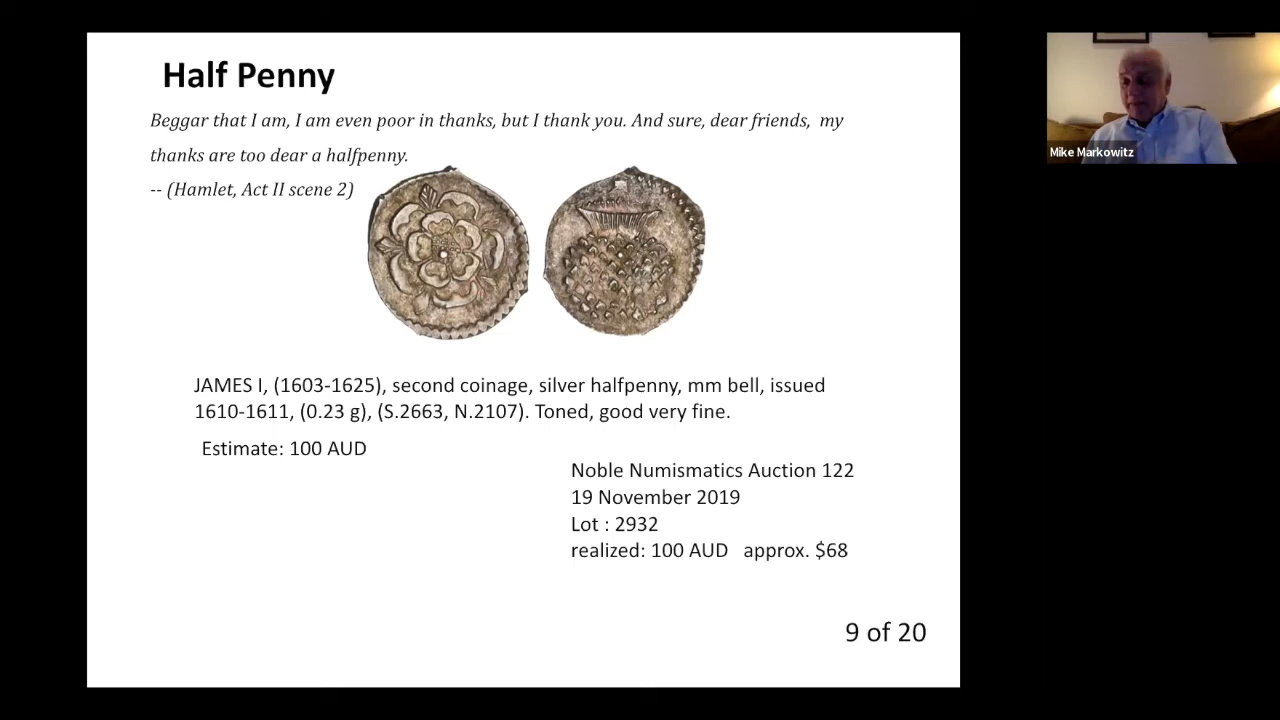 Half Penny
Beggar that I am, I am even poor in thanks, but I thank you. And sure, dear friends, my
thanks are too dear a halfpenny.
-- (Hamlet, Act II scene 2)
JAMES I, (1603-1625), second coinage, silver halfpenny, mm bell, issued
1610-1611, (0.23 g), (S.2663, N.2107). Toned, good very fine.
Estimate: 100 AUD
Noble Numismatics Auction 122
19 November 2019
Lot : 2932
realized: 100 AUD approx. $68
9 of 20
Mike Markowitz